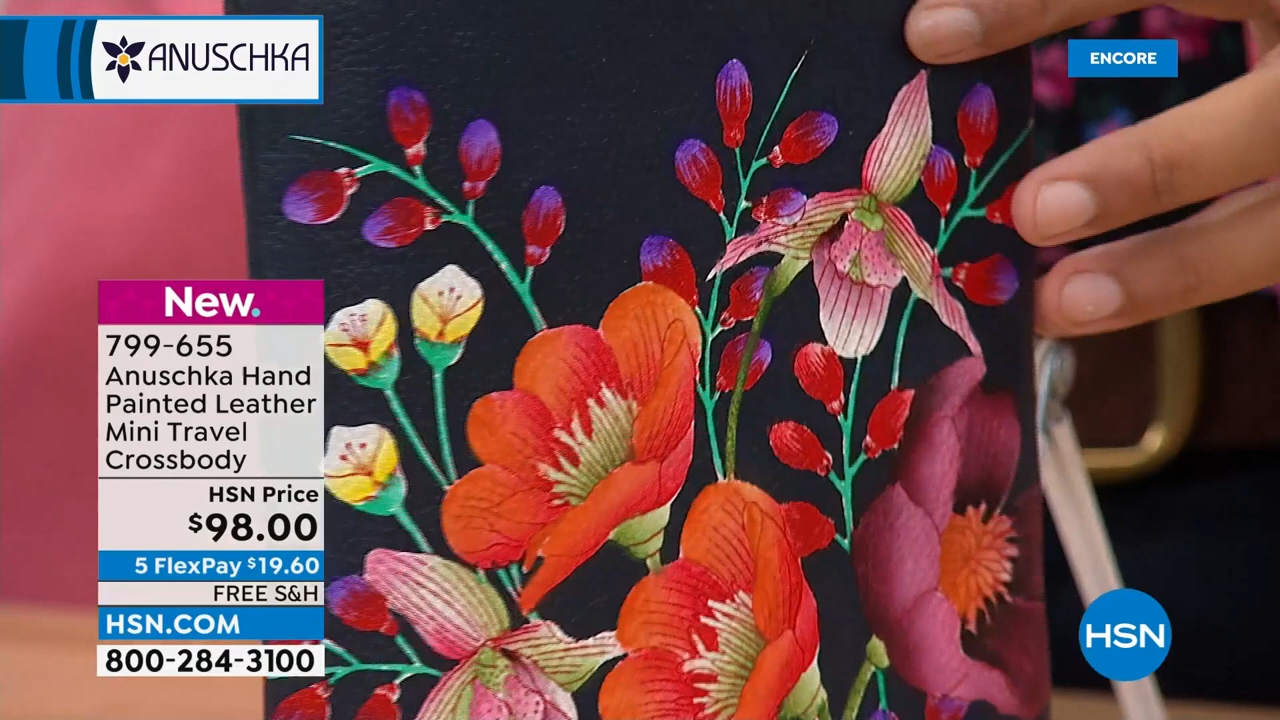 ANUSCHKA
ENCORE
New.
799-655
Anuschka Hand
Painted Leather
Mini Travel
Crossbody
HSN Price
$98.00
5 FlexPay $19.60
FREE S&H
HSN.COM
800-284-3100
HSN